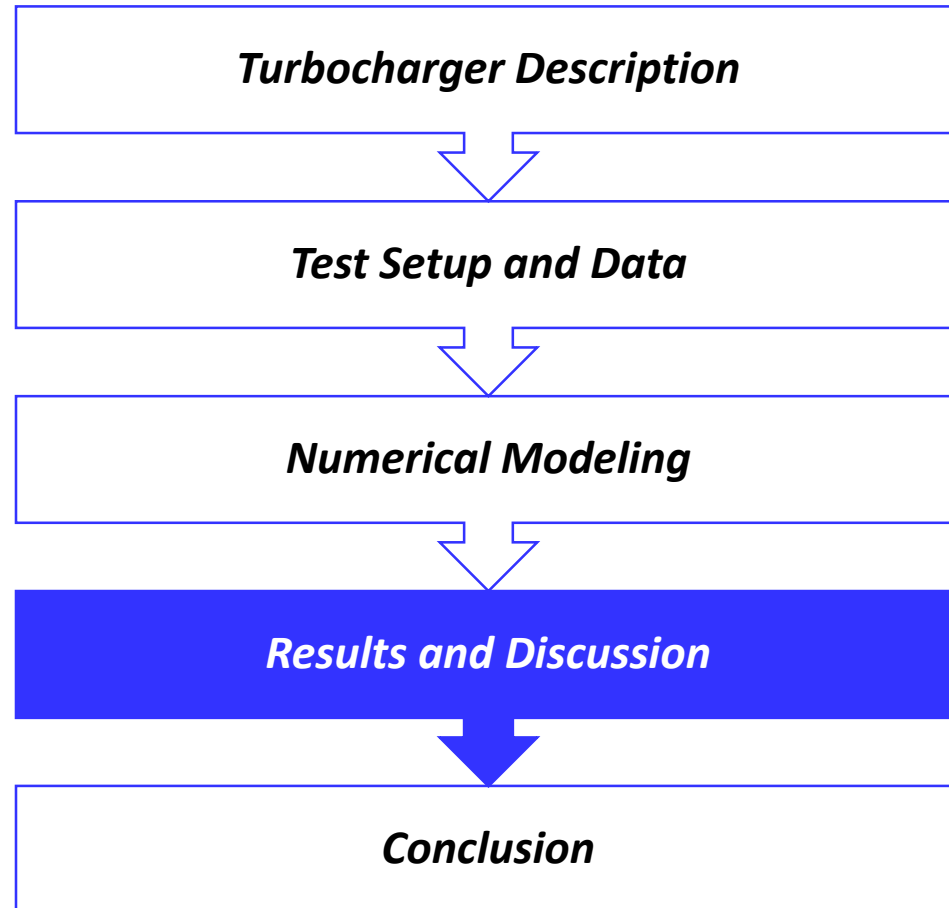 Turbocharger Description
Test Setup and Data
Numerical Modeling
Results and Discussion
Conclusion